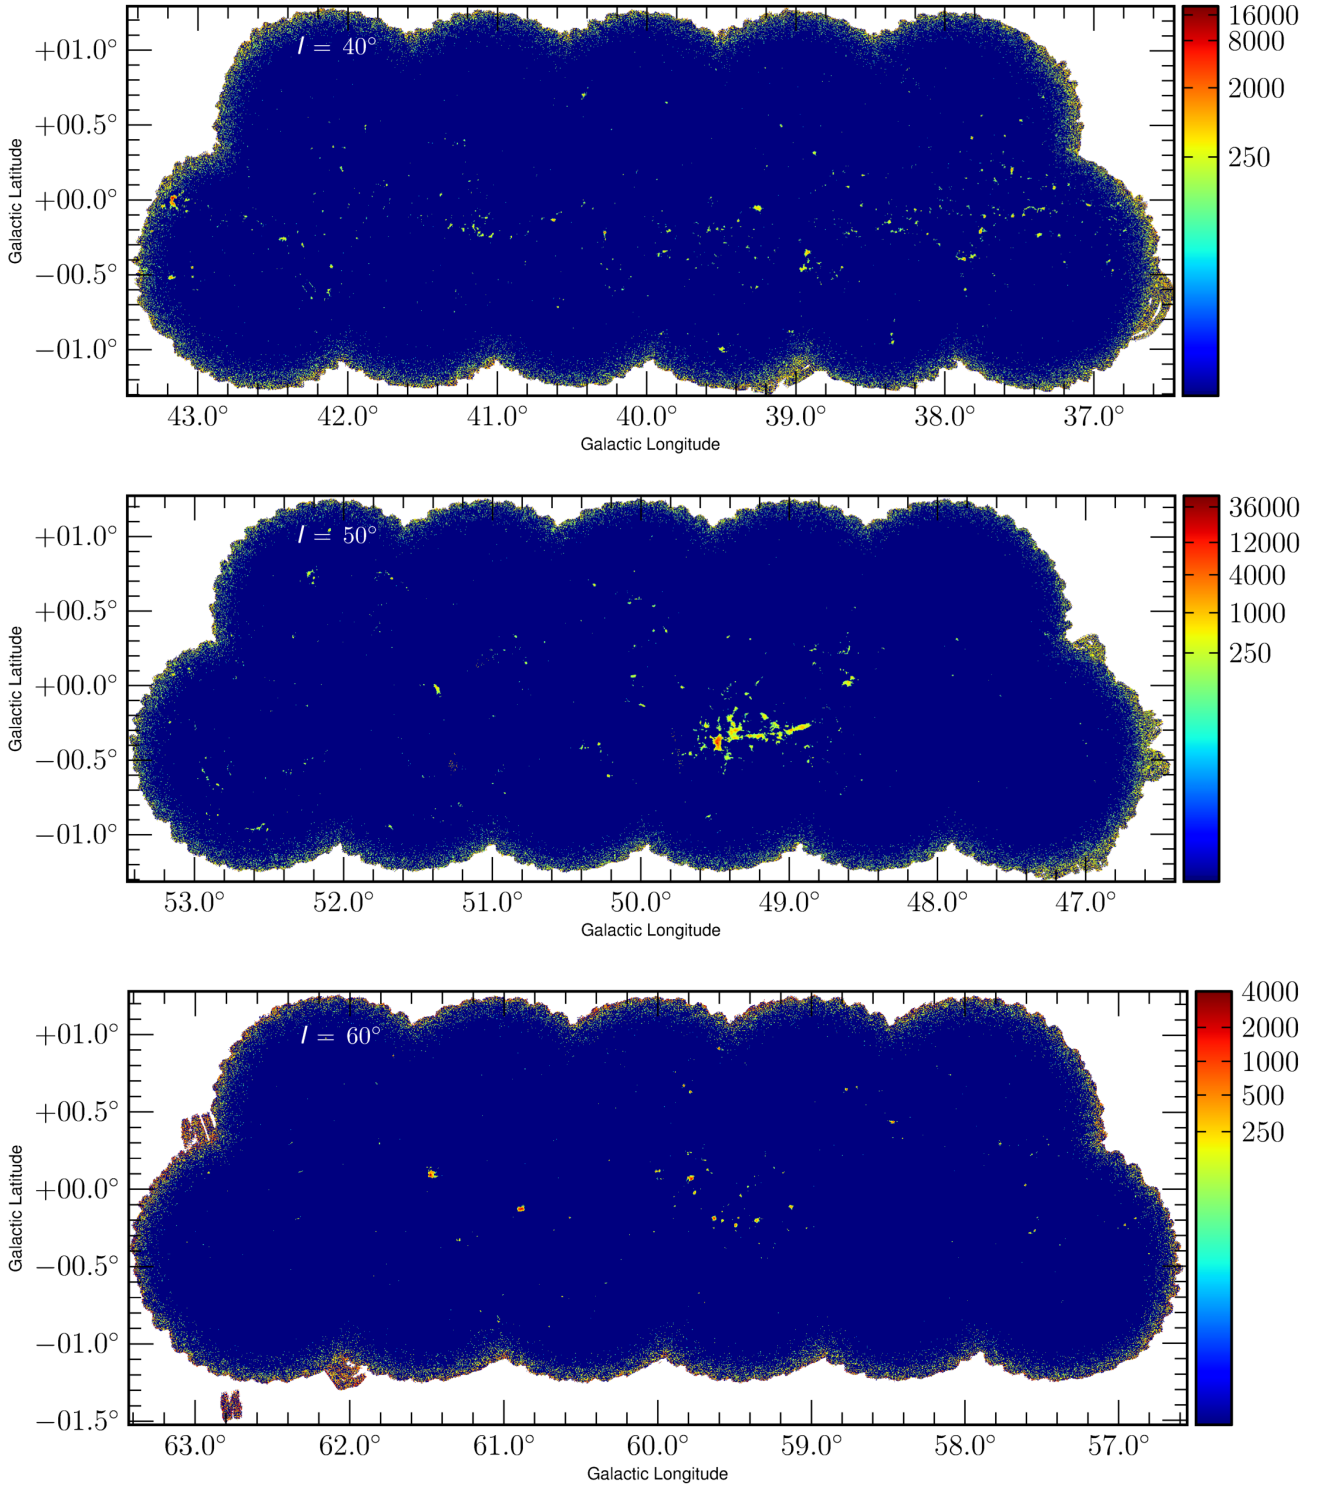 l = 40°
+01.0°
+00.5°
+00.0°
−00.5°
−01.0°
Galactic Latitude
43.0° 42.0° 41.0° 40.0° 39.0° 38.0° 37.0°
Galactic Longitude
16000
8000
2000
250
l = 50°
+01.0°
+00.5°
+00.0°
−00.5°
−01.0°
Galactic Latitude
53.0° 52.0° 51.0° 50.0° 49.0° 48.0° 47.0°
Galactic Longitude
36000
12000
4000
1000
250
l = 60°
+01.0°
+00.5°
+00.0°
−00.5°
−01.0°
−01.5°
Galactic Latitude
63.0° 62.0° 61.0° 60.0° 59.0° 58.0° 57.0°
Galactic Longitude
4000
2000
1000
500
250